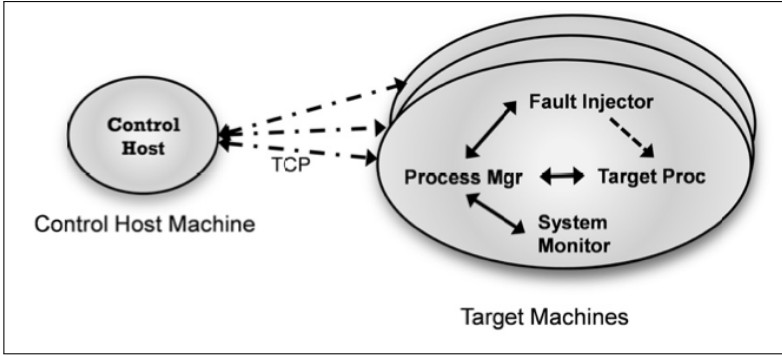 Control
Host
TCP
Control Host Machine
Fault Injector
Process Mgr
Target Proc
System
Monitor
Target Machines